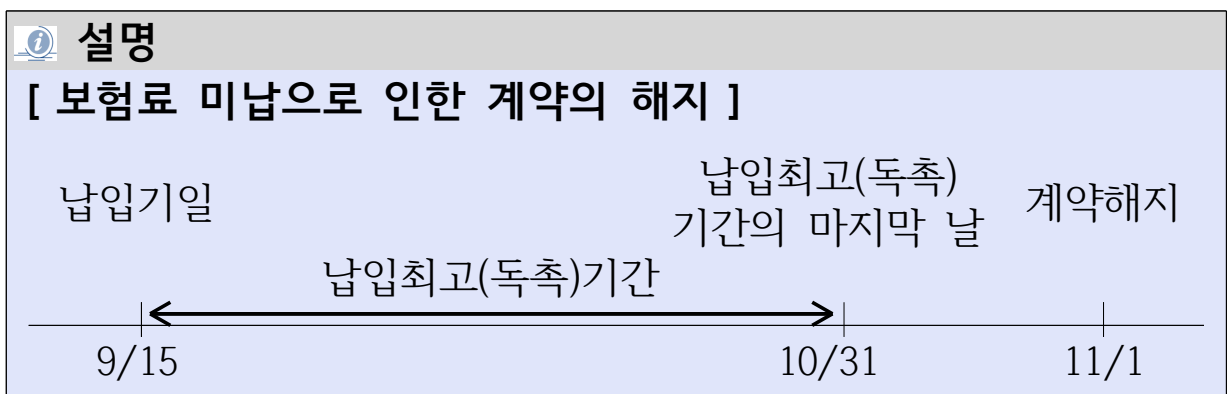 설명
[ 보험료 미납으로 인한 계약의 해지 ]
납입기일
납입최고(독촉)
기간의 마지막 날
계약해지
납입최고(독촉)기간
9/15
10/31
11/1